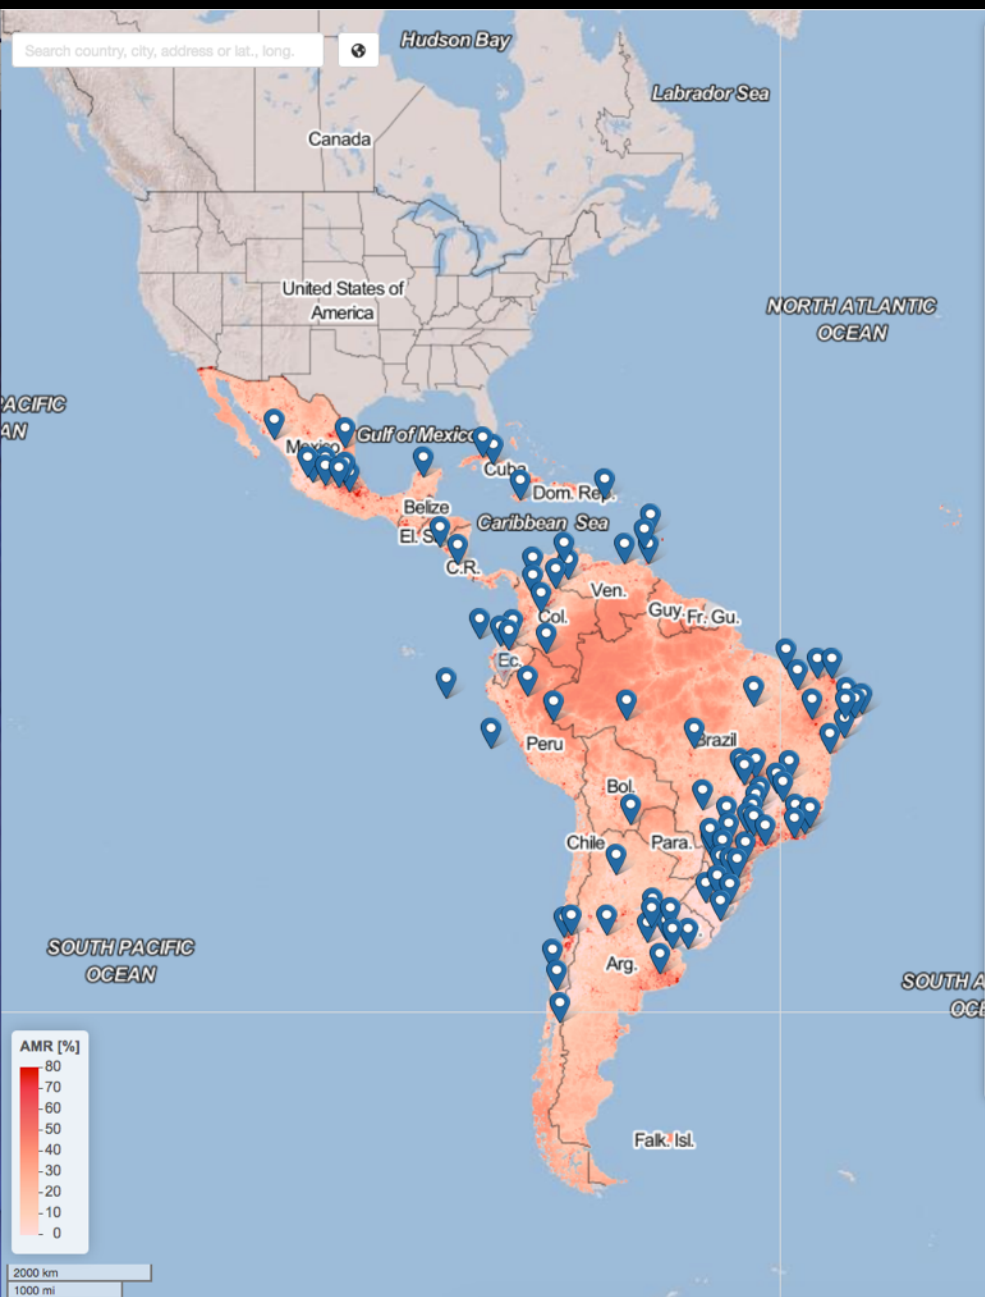 Search country, city, address or lat., long.
Hudson Bay
Labrador Sea
Canada
United States of
America
NORTH ATLANTIC
OCEAN
ACIFIC
AN
Gulf of Mexico
Mexico
Cuba
Dom. Rep.
Belize
Caribbean Sea
El. S.
C.R.
Ven.
Guy.
Fr. Gu.
Col.
Ec.
Peru
Brazil
Bol.
Chile
Para.
SOUTH PACIFIC
OCEAN
Arg.
SOUTH A
OCE
AMR [%]
80
70
60
50
40
30
20
10
0
Falk. Isl.
2000 km
1000 mi